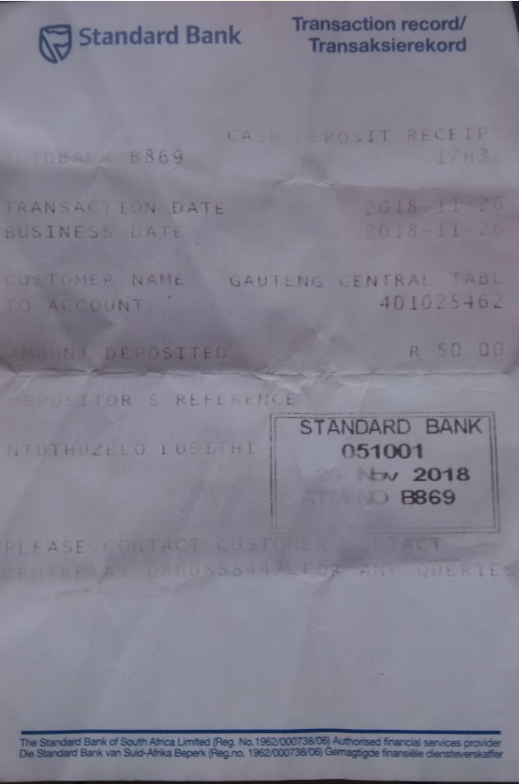 Standard Bank
Transaction record/
Transaksierekord
CASH DEPOSIT RECEIPT
AUTOBANK B869 17H32
TRANSACTION DATE 2018-11-26
BUSINESS DATE 2018-11-26
CUSTOMER NAME GAUTENG CENTRAL TABL
TO ACCOUNT 401025462
AMOUNT DEPOSITED R 50.00
DEPOSITOR S REFERENCE
NTUTHUZELO LUSITHI
STANDARD BANK
051001
26 Nov 2018
ATM NO B869
PLEASE CONTACT CUSTOMER CONTACT
CENTRE AT 0860888447 FOR ANY QUERIES
The Standard Bank of South Africa Limited (Reg. No.1962/000738/06) Authorised financial services provider
Die Standard Bank van Suid-Afrika Beperk (Reg.no. 1962/000738/06) Gemagtigde finansiële diensteverskaffer